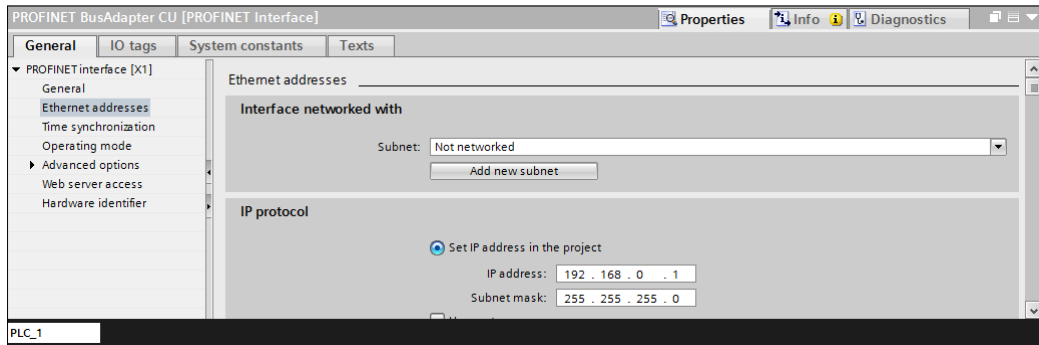 PROFINET BusAdapter CU [PROFINET Interface]
Properties
Info
Diagnostics
General
IO tags
System constants
Texts
PROFINET interface [X1]
General
Ethernet addresses
Time synchronization
Operating mode
Advanced options
Web server access
Hardware identifier
Ethernet addresses
Interface networked with
Subnet: Not networked
Add new subnet
IP protocol
Set IP address in the project
IP address: 192 . 168 . 0 . 1
Subnet mask: 255 . 255 . 255 . 0
PLC_1